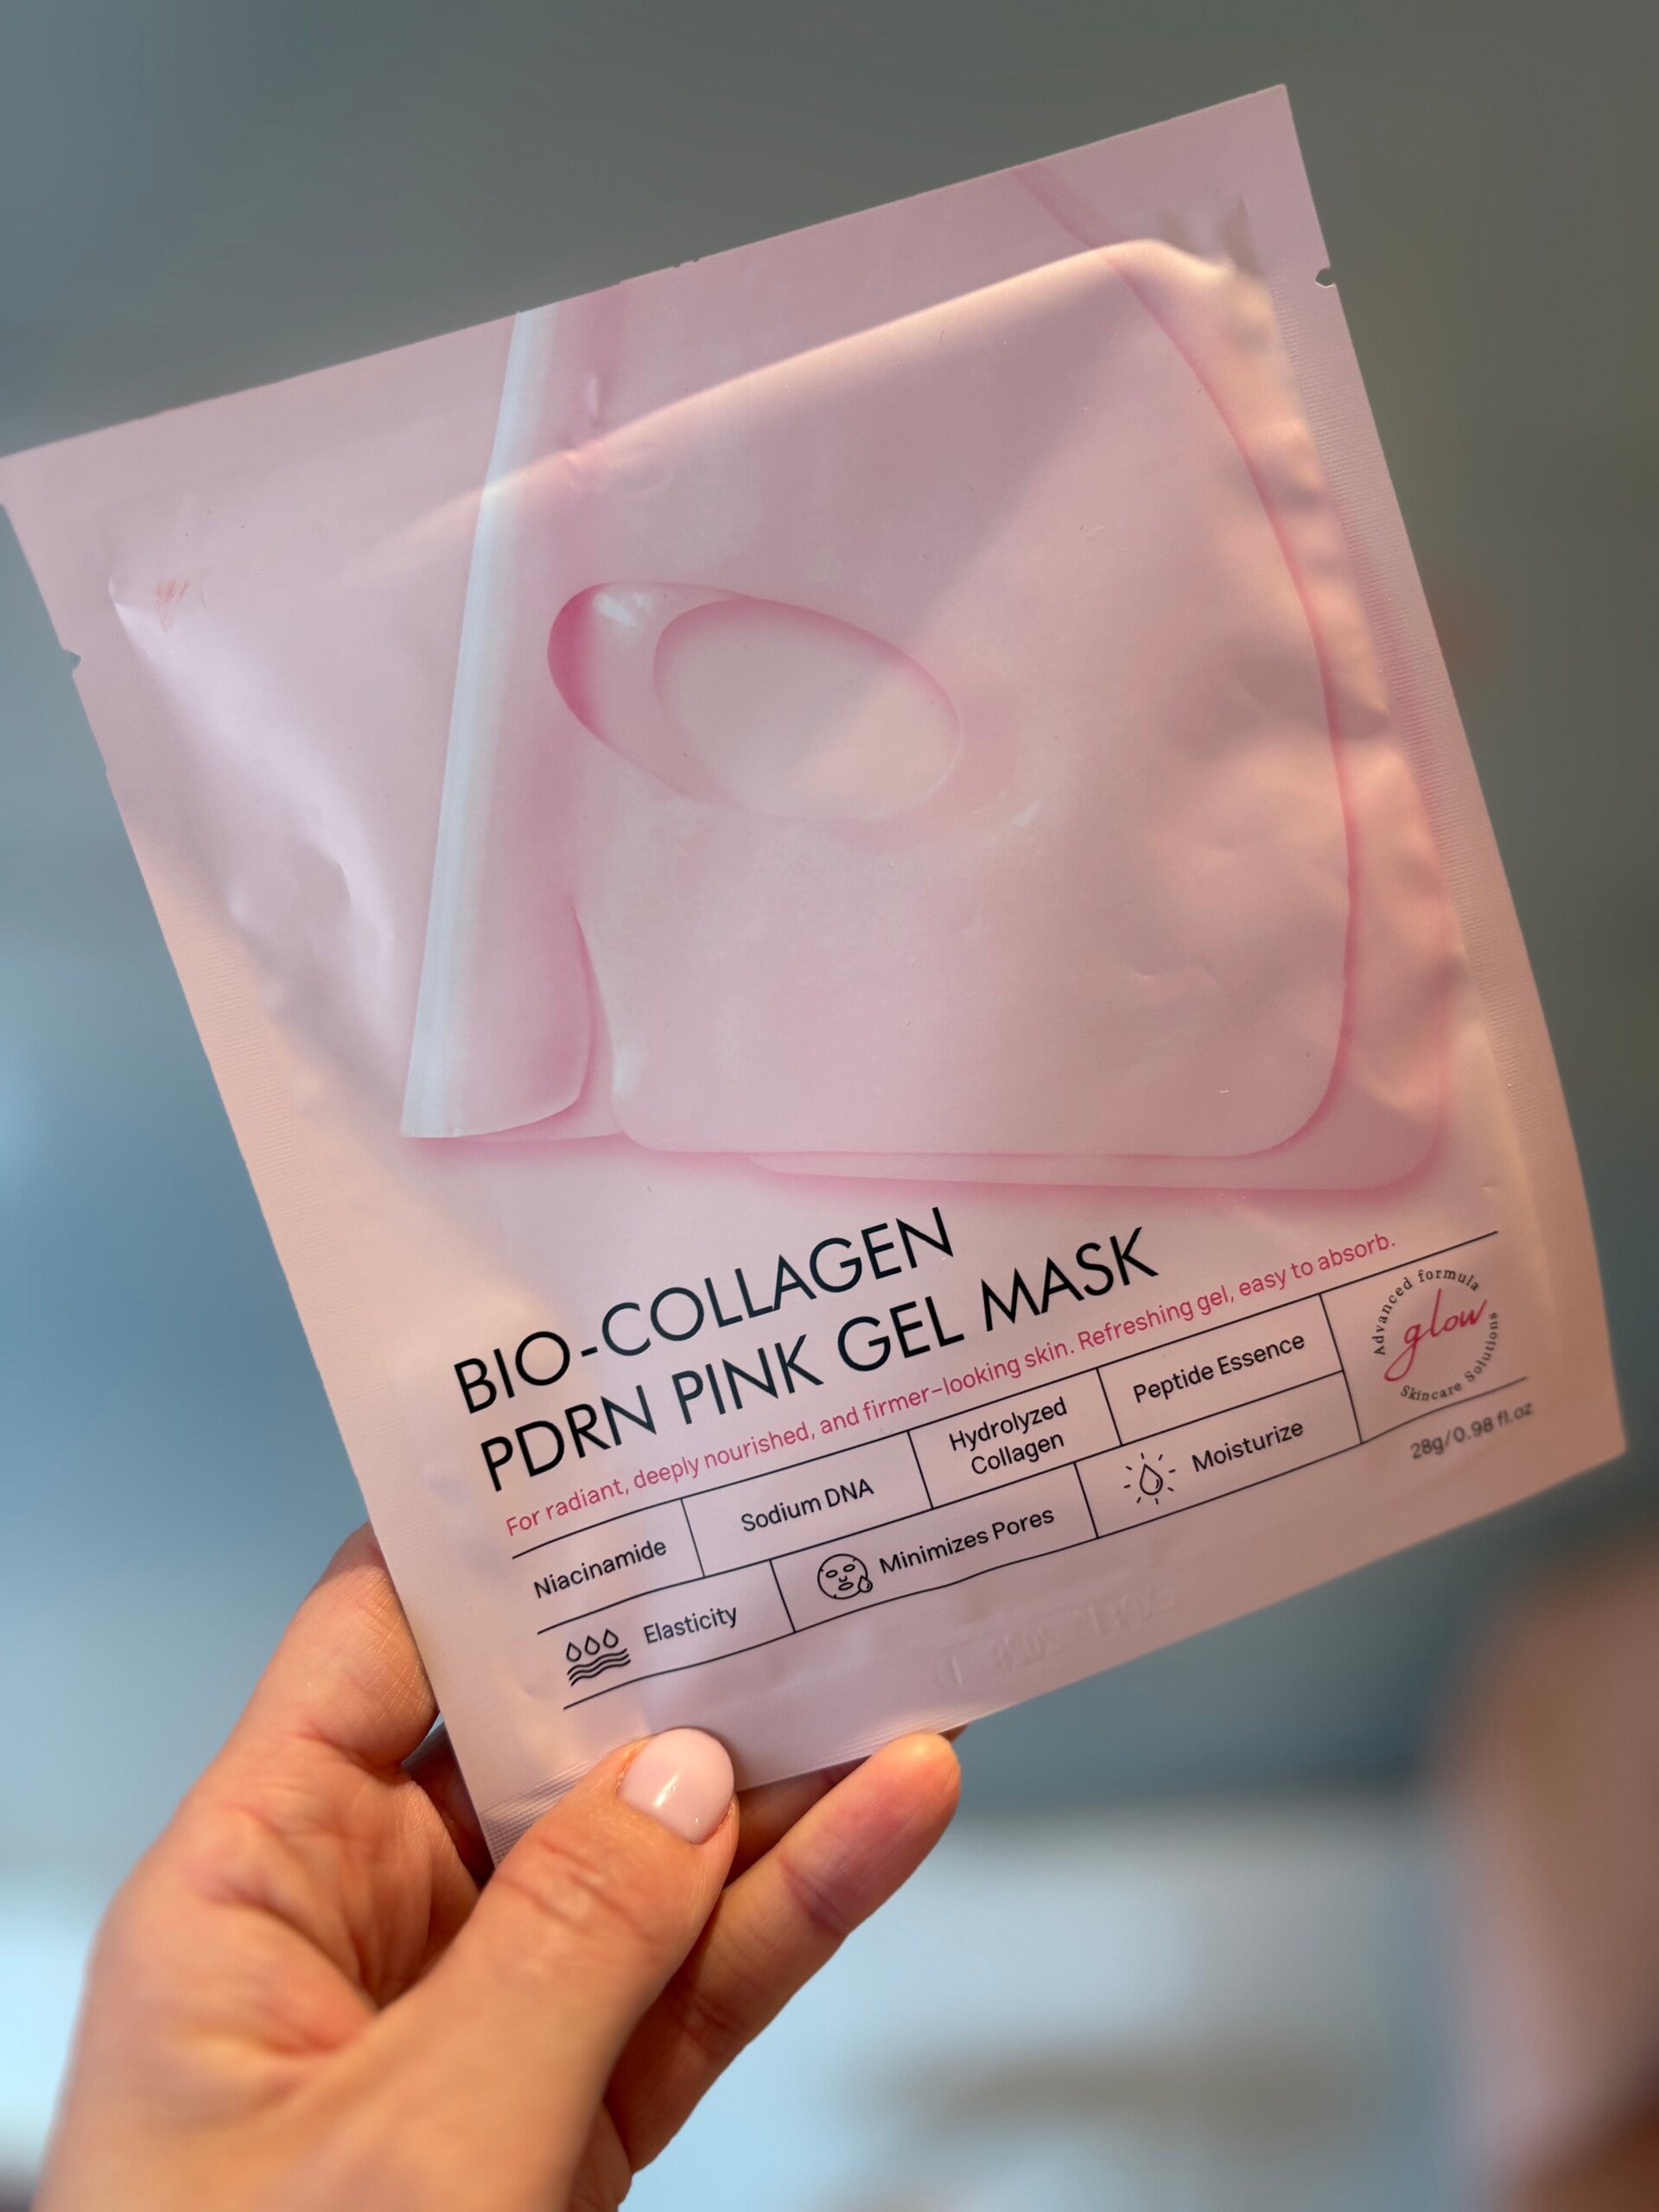 BIO-COLLAGEN
PDRN PINK GEL MASK
For radiant, deeply nourished, and firmer-looking skin. Refreshing gel, easy to absorb.
Niacinamide
Sodium DNA
Hydrolyzed
Collagen
Peptide Essence
Elasticity
Minimizes Pores
Moisturize
Advanced formula
glow
Skincare Solutions
28g/0.98 fl.oz